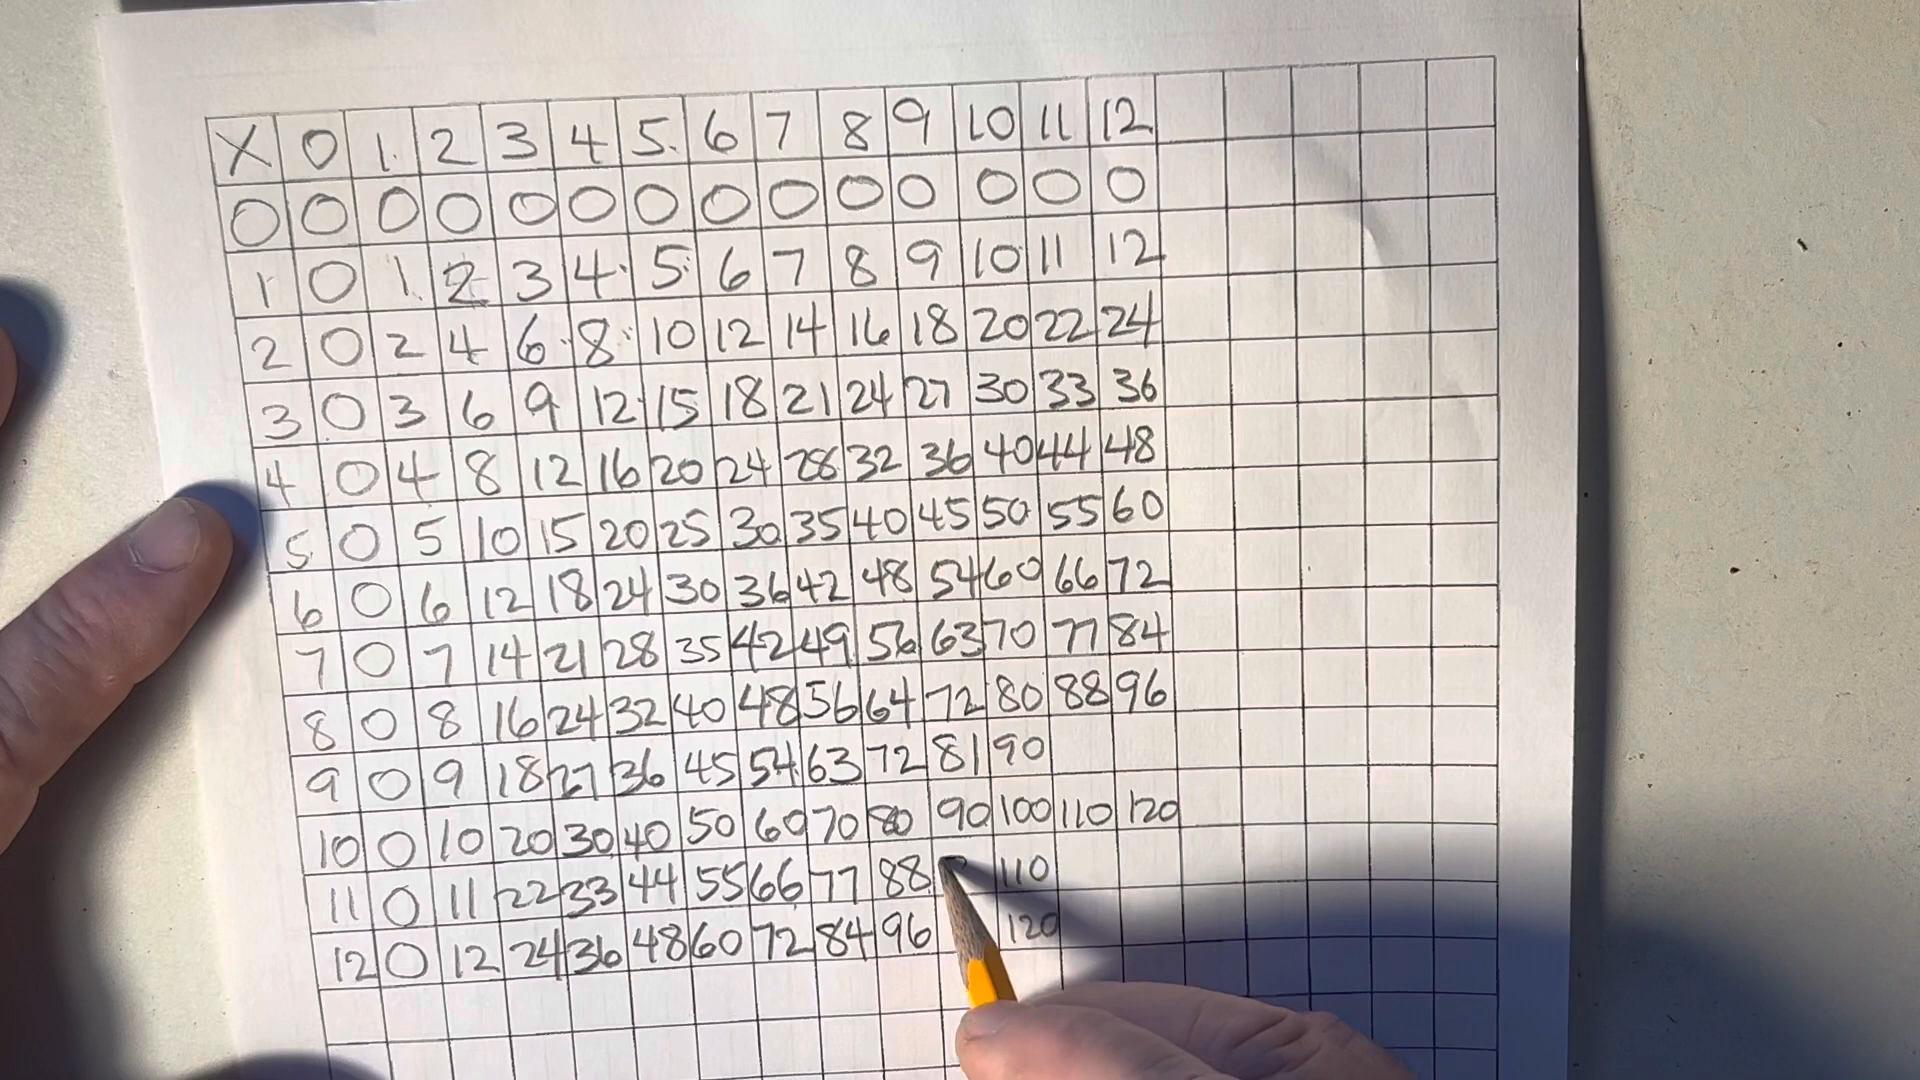 X 0 1 2 3 4 5 6 7 8 9 10 11 12
0 0 0 0 0 0 0 0 0 0 0 0 0 0
1 0 1 2 3 4 5 6 7 8 9 10 11 12
2 0 2 4 6 8 10 12 14 16 18 20 22 24
3 0 3 6 9 12 15 18 21 24 27 30 33 36
4 0 4 8 12 16 20 24 28 32 36 40 44 48
5 0 5 10 15 20 25 30 35 40 45 50 55 60
6 0 6 12 18 24 30 36 42 48 54 60 66 72
7 0 7 14 21 28 35 42 49 56 63 70 77 84
8 0 8 16 24 32 40 48 56 64 72 80 88 96
9 0 9 18 27 36 45 54 63 72 81 90
10 0 10 20 30 40 50 60 70 80 90 100 110 120
11 0 11 22 33 44 55 66 77 88 110
12 0 12 24 36 48 60 72 84 96 120